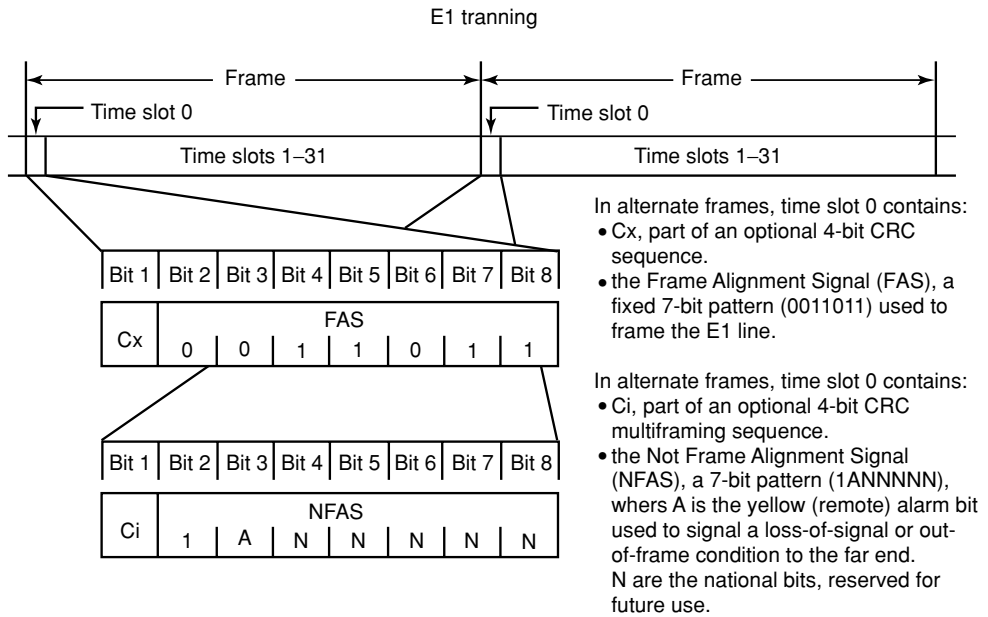 E1 tranning
Frame
Frame
Time slot 0
Time slot 0
Time slots 1–31
Time slots 1–31
Bit 1 Bit 2 Bit 3 Bit 4 Bit 5 Bit 6 Bit 7 Bit 8
Cx
FAS
0 0 1 1 0 1 1
Bit 1 Bit 2 Bit 3 Bit 4 Bit 5 Bit 6 Bit 7 Bit 8
Ci
NFAS
1 A N N N N N
In alternate frames, time slot 0 contains:
• Cx, part of an optional 4-bit CRC
sequence.
• the Frame Alignment Signal (FAS), a
fixed 7-bit pattern (0011011) used to
frame the E1 line.
In alternate frames, time slot 0 contains:
• Ci, part of an optional 4-bit CRC
multiframing sequence.
• the Not Frame Alignment Signal
(NFAS), a 7-bit pattern (1ANNNNN),
whers A is the yellow (remote) alarm bit
used to signal a loss-of-signal or out-
of-frame condition to the far end.
N are the national bits, reserved for
future use.